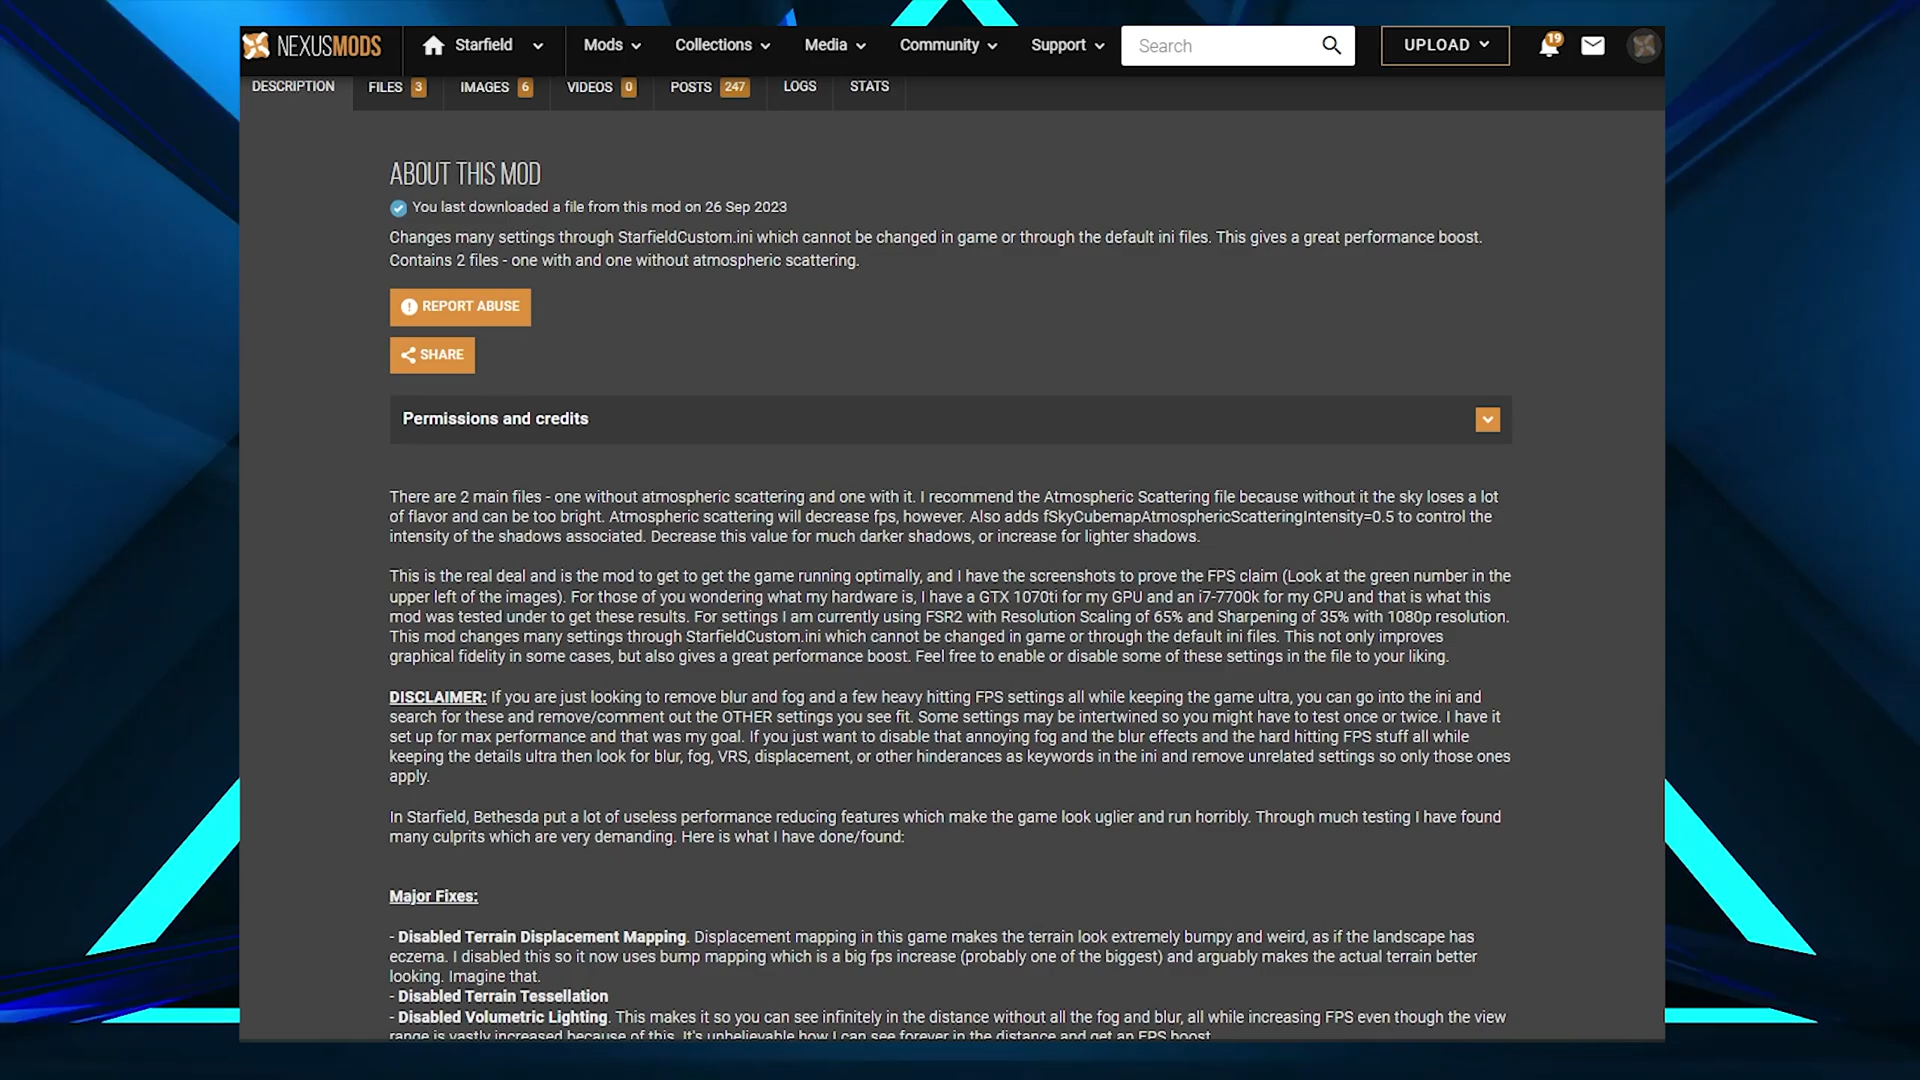 NEXUSMODS Starfield Mods Collections Media Community Support Search UPLOAD 19
DESCRIPTION FILES 3 IMAGES 6 VIDEOS 0 POSTS 247 LOGS STATS
ABOUT THIS MOD
You last downloaded a file from this mod on 26 Sep 2023
Changes many settings through StarfieldCustom.ini which cannot be changed in game or through the default ini files. This gives a great performance boost.
Contains 2 files - one with and one without atmospheric scattering.
REPORT ABUSE
SHARE
Permissions and credits
There are 2 main files - one without atmospheric scattering and one with it. I recommend the Atmospheric Scattering file because without it the sky loses a lot
of flavor and can be too bright. Atmospheric scattering will decrease fps, however. Also adds fSkyCubemapAtmosphericScatteringIntensity=0.5 to control the
intensity of the shadows associated. Decrease this value for much darker shadows, or increase for lighter shadows.
This is the real deal and is the mod to get to get the game running optimally, and I have the screenshots to prove the FPS claim (Look at the green number in the
upper left of the images). For those of you wondering what my hardware is, I have a GTX 1070ti for my GPU and an i7-7700k for my CPU and that is what this
mod was tested under to get these results. For settings I am currently using FSR2 with Resolution Scaling of 65% and Sharpening of 35% with 1080p resolution.
This mod changes many settings through StarfieldCustom.ini which cannot be changed in game or through the default ini files. This not only improves
graphical fidelity in some cases, but also gives a great performance boost. Feel free to enable or disable some of these settings in the file to your liking.
DISCLAIMER: If you are just looking to remove blur and fog and a few heavy hitting FPS settings all while keeping the game ultra, you can go into the ini and
search for these and remove/comment out the OTHER settings you see fit. Some settings may be intertwined so you might have to test once or twice. I have it
set up for max performance and that was my goal. If you just want to disable that annoying fog and the blur effects and the hard hitting FPS stuff all while
keeping the details ultra then look for blur, fog, VRS, displacement, or other hinderances as keywords in the ini and remove unrelated settings so only those ones
apply.
In Starfield, Bethesda put a lot of useless performance reducing features which make the game look uglier and run horribly. Through much testing I have found
many culprits which are very demanding. Here is what I have done/found:
Major Fixes:
- Disabled Terrain Displacement Mapping. Displacement mapping in this game makes the terrain look extremely bumpy and weird, as if the landscape has
eczema. I disabled this so it now uses bump mapping which is a big fps increase (probably one of the biggest) and arguably makes the actual terrain better
looking. Imagine that.
- Disabled Terrain Tessellation
- Disabled Volumetric Lighting. This makes it so you can see infinitely in the distance without all the fog and blur, all while increasing FPS even though the view
range is vastly increased because of this. It's unbelievable how I can see forever in the distance and get an FPS boost.